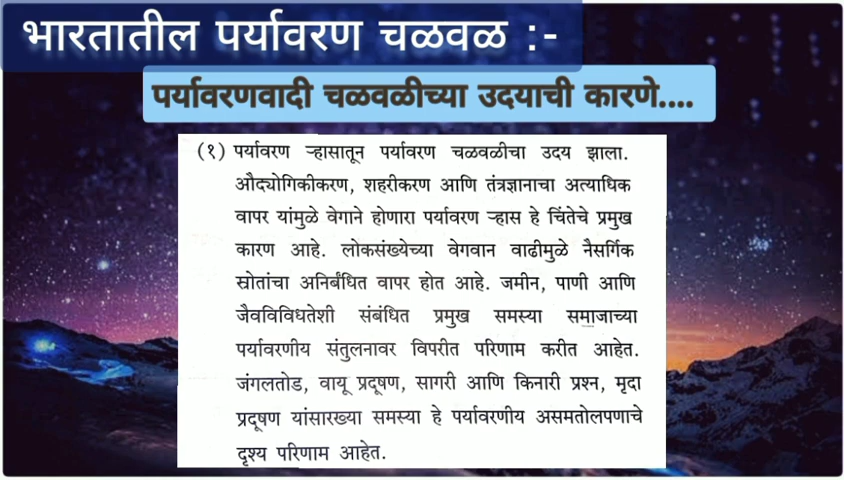 भारतातील पर्यावरण चळवळ :-
पर्यावरणवादी चळवळीच्या उदयाची कारणे....
(१) पर्यावरण ऱ्हासातून पर्यावरण चळवळीचा उदय झाला.
औद्योगिकीकरण, शहरीकरण आणि तंत्रज्ञानाचा अत्याधिक
वापर यांमुळे वेगाने होणारा पर्यावरण ऱ्हास हे चिंतेचे प्रमुख
कारण आहे. लोकसंख्येच्या वेगवान वाढीमुळे नैसर्गिक
स्रोतांचा अनिर्बंधित वापर होत आहे. जमीन, पाणी आणि
जैवविविधतेशी संबंधित प्रमुख समस्या समाजाच्या
पर्यावरणीय संतुलनावर विपरीत परिणाम करीत आहेत.
जंगलतोड, वायू प्रदूषण, सागरी आणि किनारी प्रश्न, मृदा
प्रदूषण यांसारख्या समस्या हे पर्यावरणीय असमतोलपणाचे
दृश्य परिणाम आहेत.